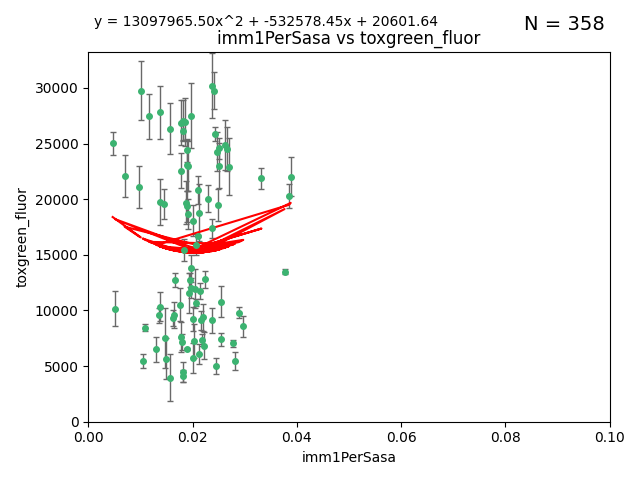 y = 13097965.50x^2 + -532578.45x + 20601.64
N = 358
imm1PerSasa vs toxgreen_fluor
toxgreen_fluor
30000
25000
20000
15000
10000
5000
0
0.00 0.02 0.04 0.06 0.08 0.10
imm1PerSasa